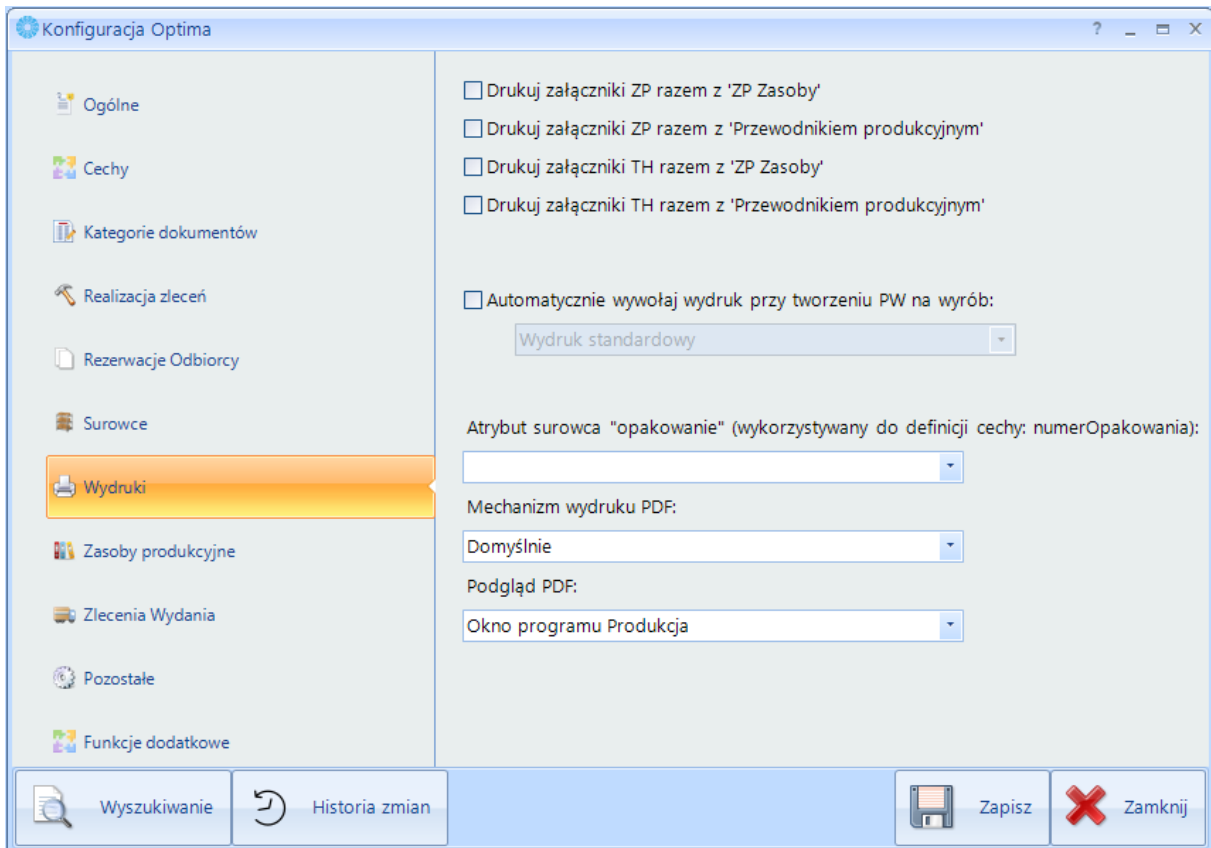 Konfiguracja Optima
Ogólne
Cechy
Kategorie dokumentów
Realizacja zleceń
Rezerwacje Odbiorcy
Surowce
Wydruki
Zasoby produkcyjne
Zlecenia Wydania
Pozostałe
Funkcje dodatkowe
Drukuj załączniki ZP razem z 'ZP Zasoby'
Drukuj załączniki ZP razem z 'Przewodnikiem produkcyjnym'
Drukuj załączniki TH razem z 'ZP Zasoby'
Drukuj załączniki TH razem z 'Przewodnikiem produkcyjnym'
Automatycznie wywołaj wydruk przy tworzeniu PW na wyrób:
Wydruk standardowy
Atrybut surowca "opakowanie" (wykorzystywany do definicji cechy: numerOpakowania):
Mechanizm wydruku PDF:
Domyślnie
Podgląd PDF:
Okno programu Produkcja
Wyszukiwanie
Historia zmian
Zapisz
Zamknij